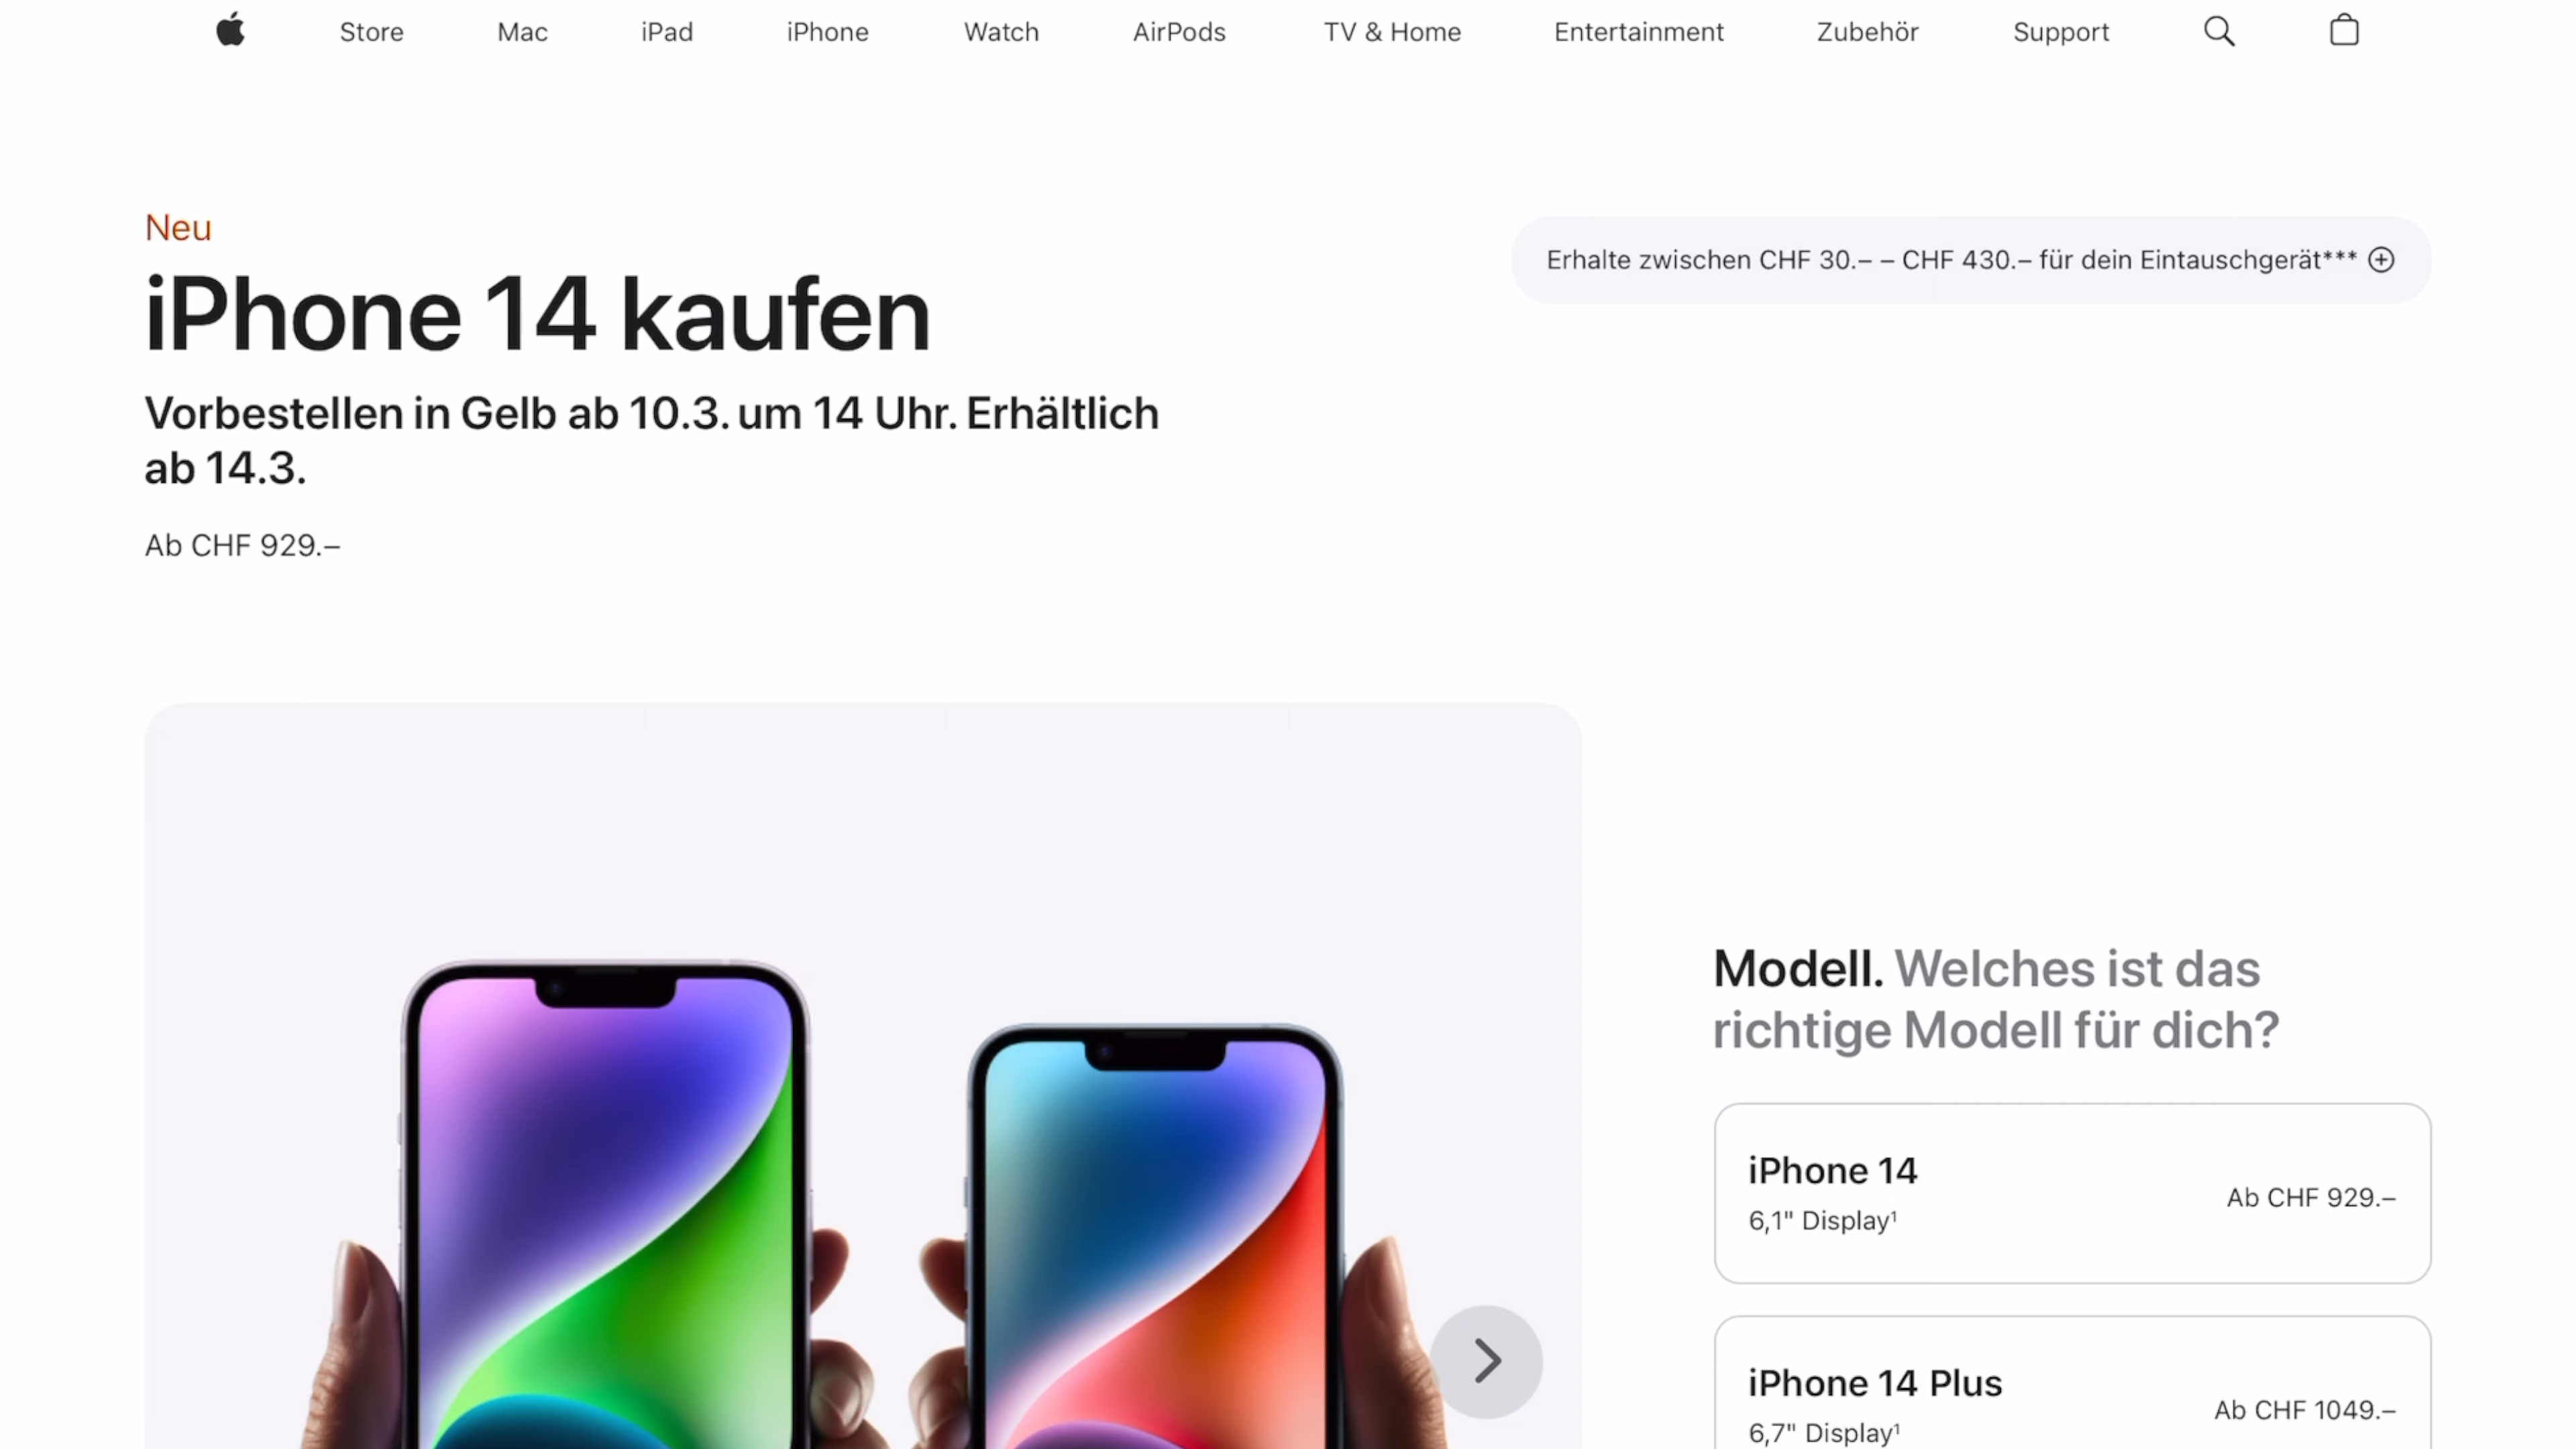 Store Mac iPad iPhone Watch AirPods TV & Home Entertainment Zubehör Support
Neu
iPhone 14 kaufen
Vorbestellen in Gelb ab 10.3. um 14 Uhr. Erhältlich
ab 14.3.
Ab CHF 929.–
Erhalte zwischen CHF 30.– – CHF 430.– für dein Eintauschgerät***
Modell. Welches ist das
richtige Modell für dich?
iPhone 14
6,1" Display¹
Ab CHF 929.–
iPhone 14 Plus
6,7" Display¹
Ab CHF 1049.–